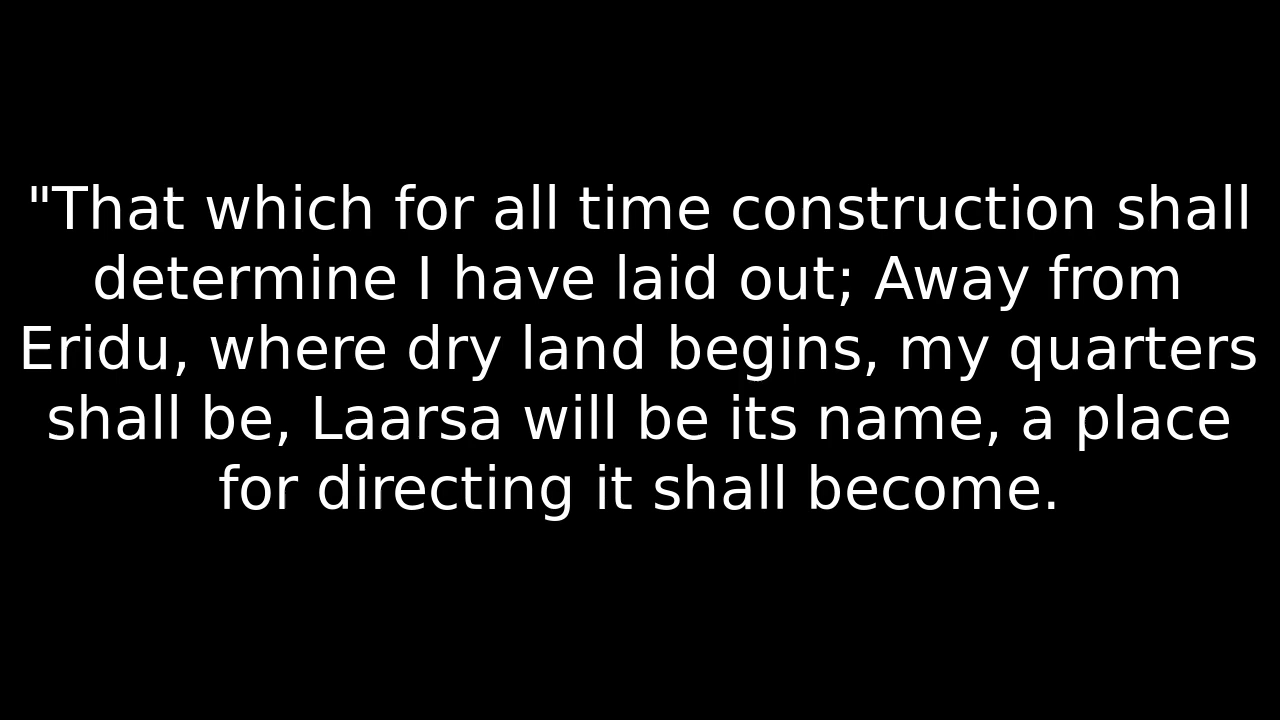 "That which for all time construction shall
determine I have laid out; Away from
Eridu, where dry land begins, my quarters
shall be, Laarsa will be its name, a place
for directing it shall become.